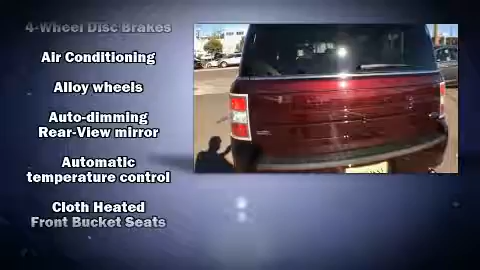 4-Wheel Disc Brakes
Air Conditioning
Alloy wheels
Auto-dimming
Rear-View mirror
Automatic
temperature control
Cloth Heated
Front Bucket Seats